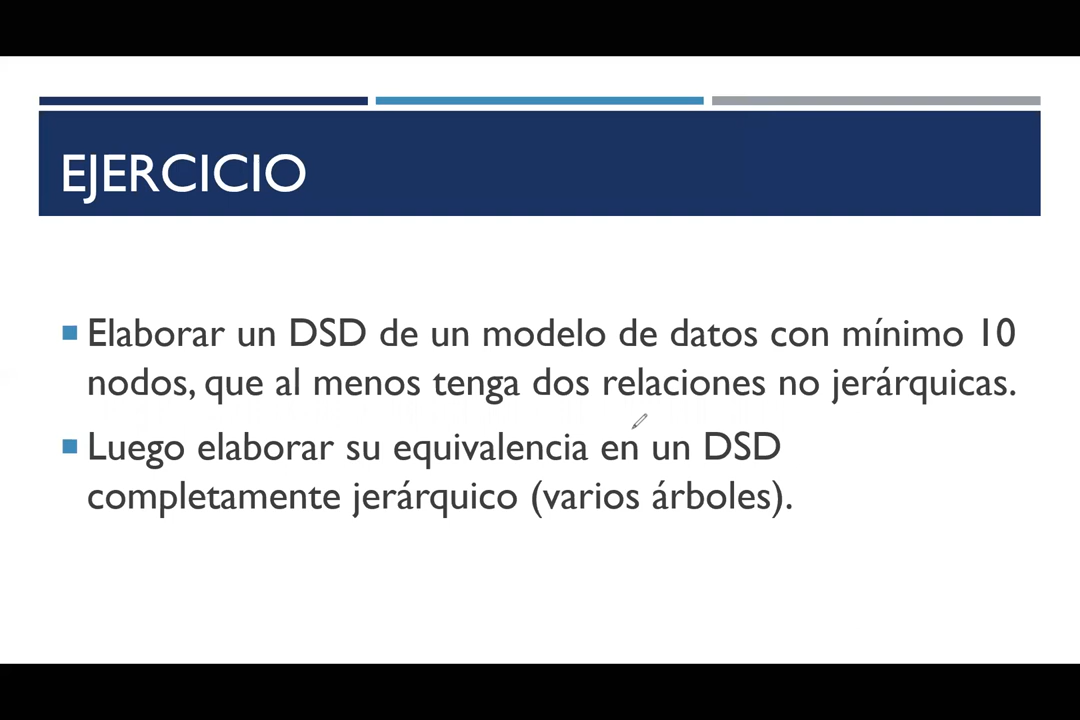 EJERCICIO
Elaborar un DSD de un modelo de datos con mínimo 10
nodos, que al menos tenga dos relaciones no jerárquicas.
Luego elaborar su equivalencia en un DSD
completamente jerárquico (varios árboles).